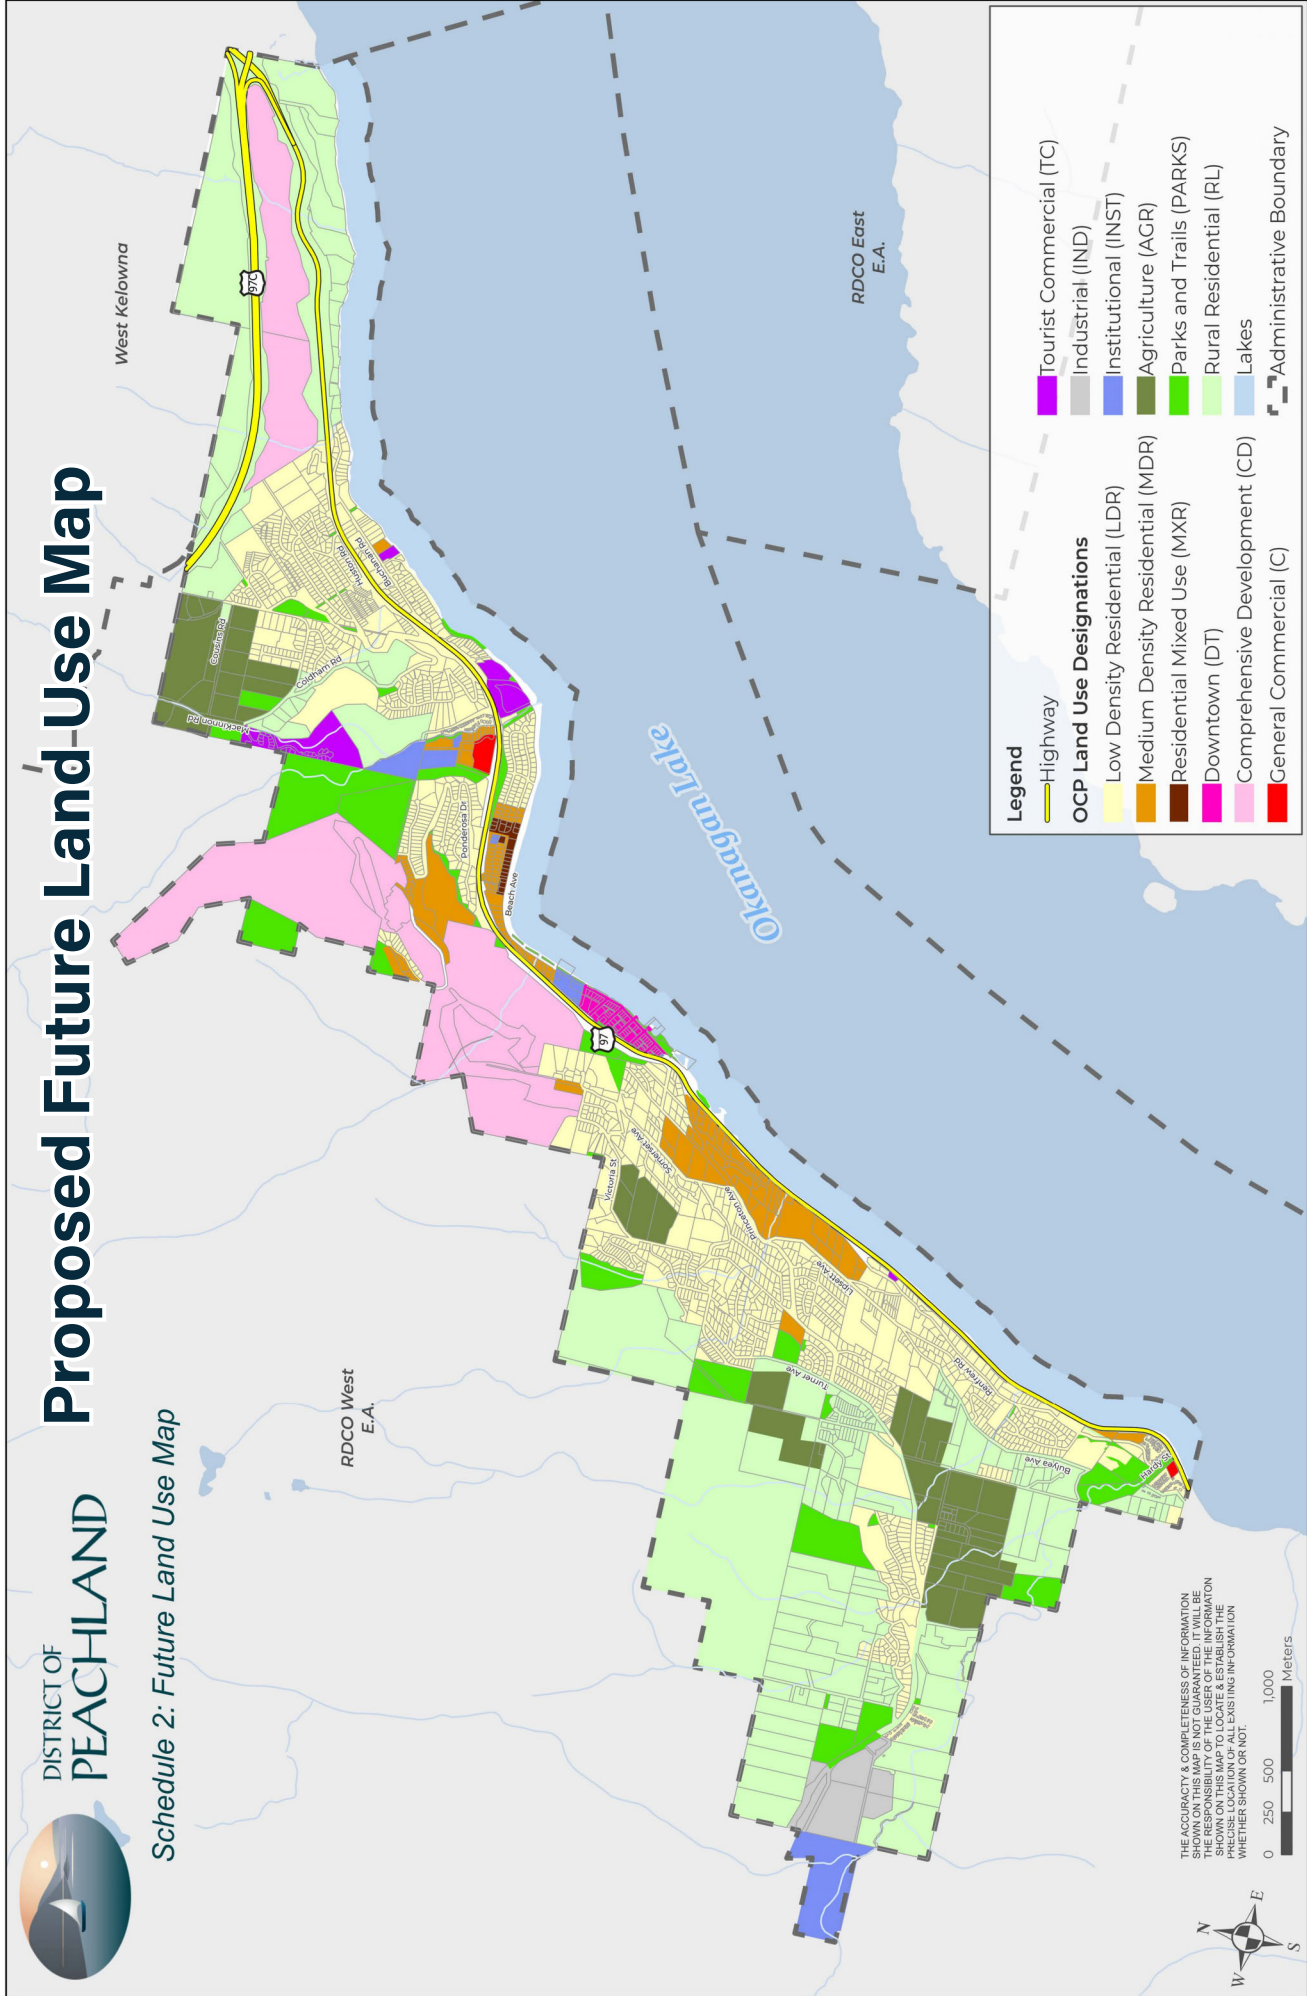 Proposed Future Land Use Map
DISTRICT OF
PEACHLAND
Schedule 2: Future Land Use Map
West Kelowna
RDCO West
E.A.
RDCO East
E.A.
Okanagan Lake
97C
97
Cousins Rd
MacKinnon Rd
Coldham Rd
Huston Rd
Buchanan Rd
Ponderosa Dr
Beach Ave
Victoria St
Somerset Ave
Princeton Ave
Lipsett Ave
Turner Ave
Renfrew Rd
Bulyea Ave
Hardy St
Legend
Highway
OCP Land Use Designations
Low Density Residential (LDR)
Medium Density Residential (MDR)
Residential Mixed Use (MXR)
Downtown (DT)
Comprehensive Development (CD)
General Commercial (C)
Tourist Commercial (TC)
Industrial (IND)
Institutional (INST)
Agriculture (AGR)
Parks and Trails (PARKS)
Rural Residential (RL)
Lakes
Administrative Boundary
THE ACCURACTY & COMPLETENESS OF INFORMATION
SHOWN ON THIS MAP IS NOT GUARANTEED. IT WILL BE
THE RESPONSIBILITY OF THE USER OF THE INFORMATON
SHOWN ON THIS MAP TO LOCATE & ESTABLISH THE
PRECISE LOCATION OF ALL EXISTING INFORMATION
WHETHER SHOWN OR NOT.
0 250 500 1,000
Meters
N
W E
S